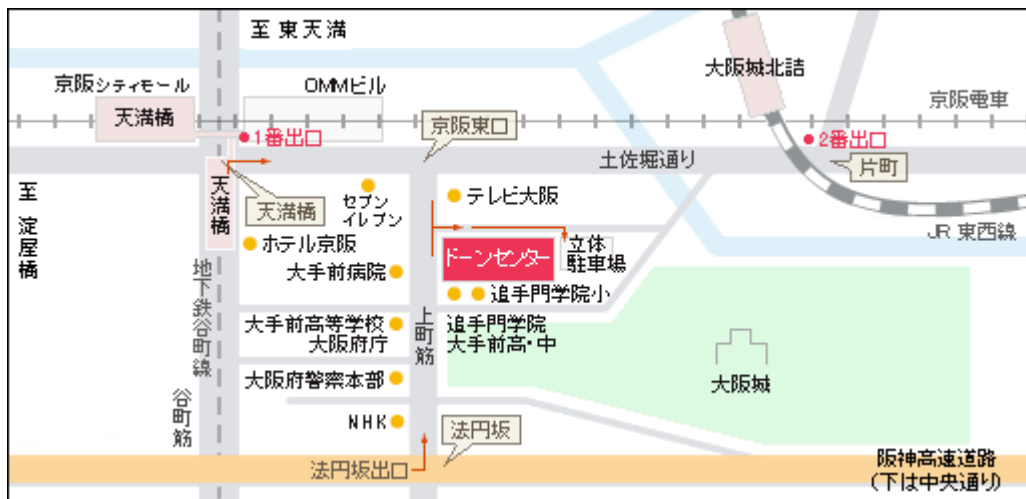 至 東天満
大阪城北詰
京阪シティモール
OMMビル
京阪電車
天満橋
京阪東口
1番出口
2番出口
土佐堀通り
片町
至 淀屋橋
天満橋
天満橋
セブン
イレブン
テレビ大阪
ホテル京阪
ドーンセンター
立体
駐車場
JR 東西線
大手前病院
追手門学院小
地下鉄谷町線
大手前高等学校
大阪府庁
上町筋
追手門学院
大手前高・中
大阪城
大阪府警察本部
谷町筋
NHK
法円坂
法円坂出口
阪神高速道路
(下は中央通り)